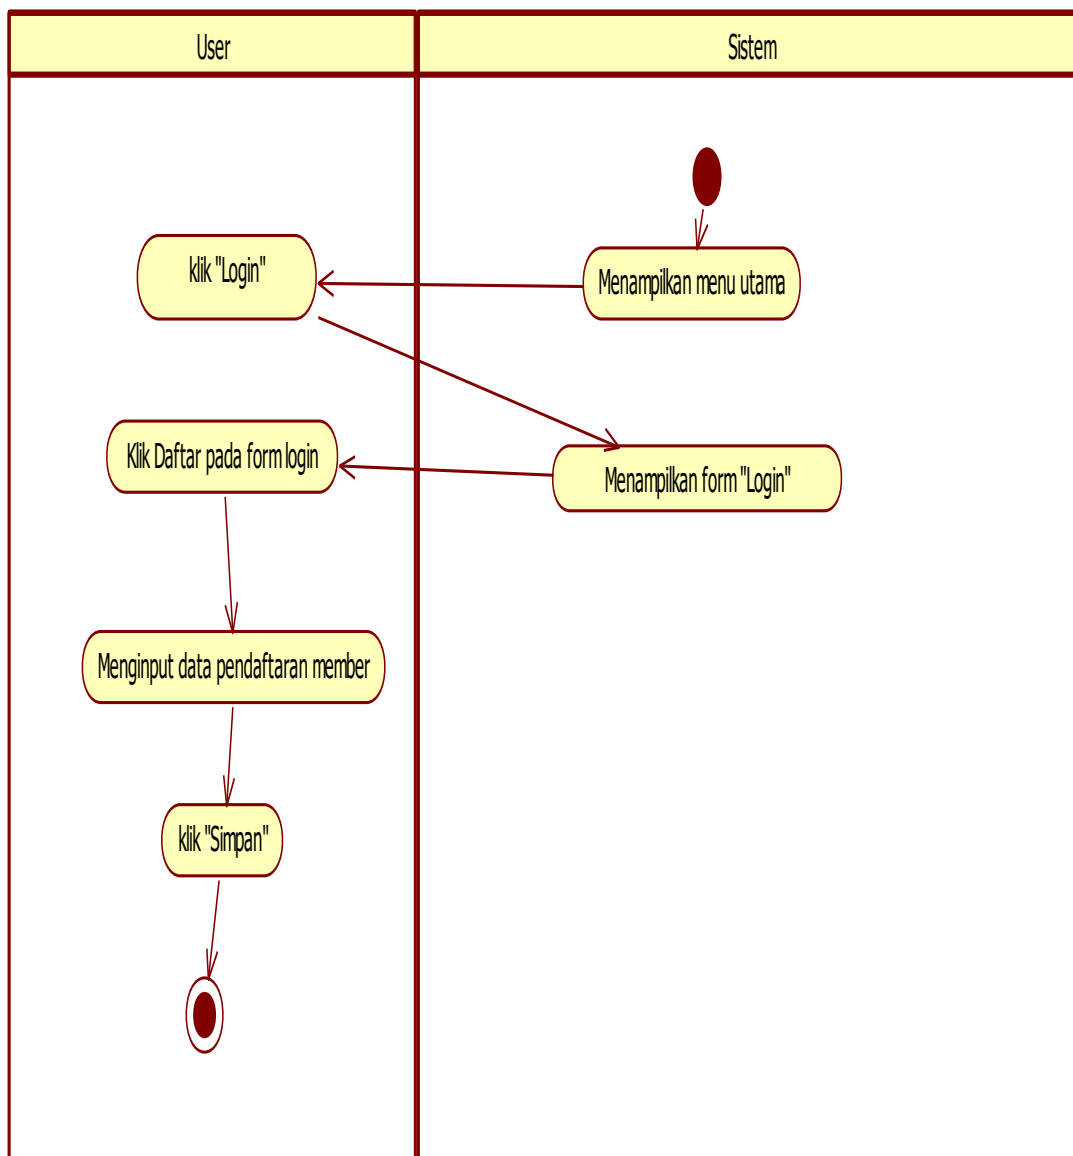 User
Sistem
klik "Login"
Menampilkan menu utama
Klik Daftar pada form login
Menampilkan form "Login"
Menginput data pendaftaran member
klik "Simpan"